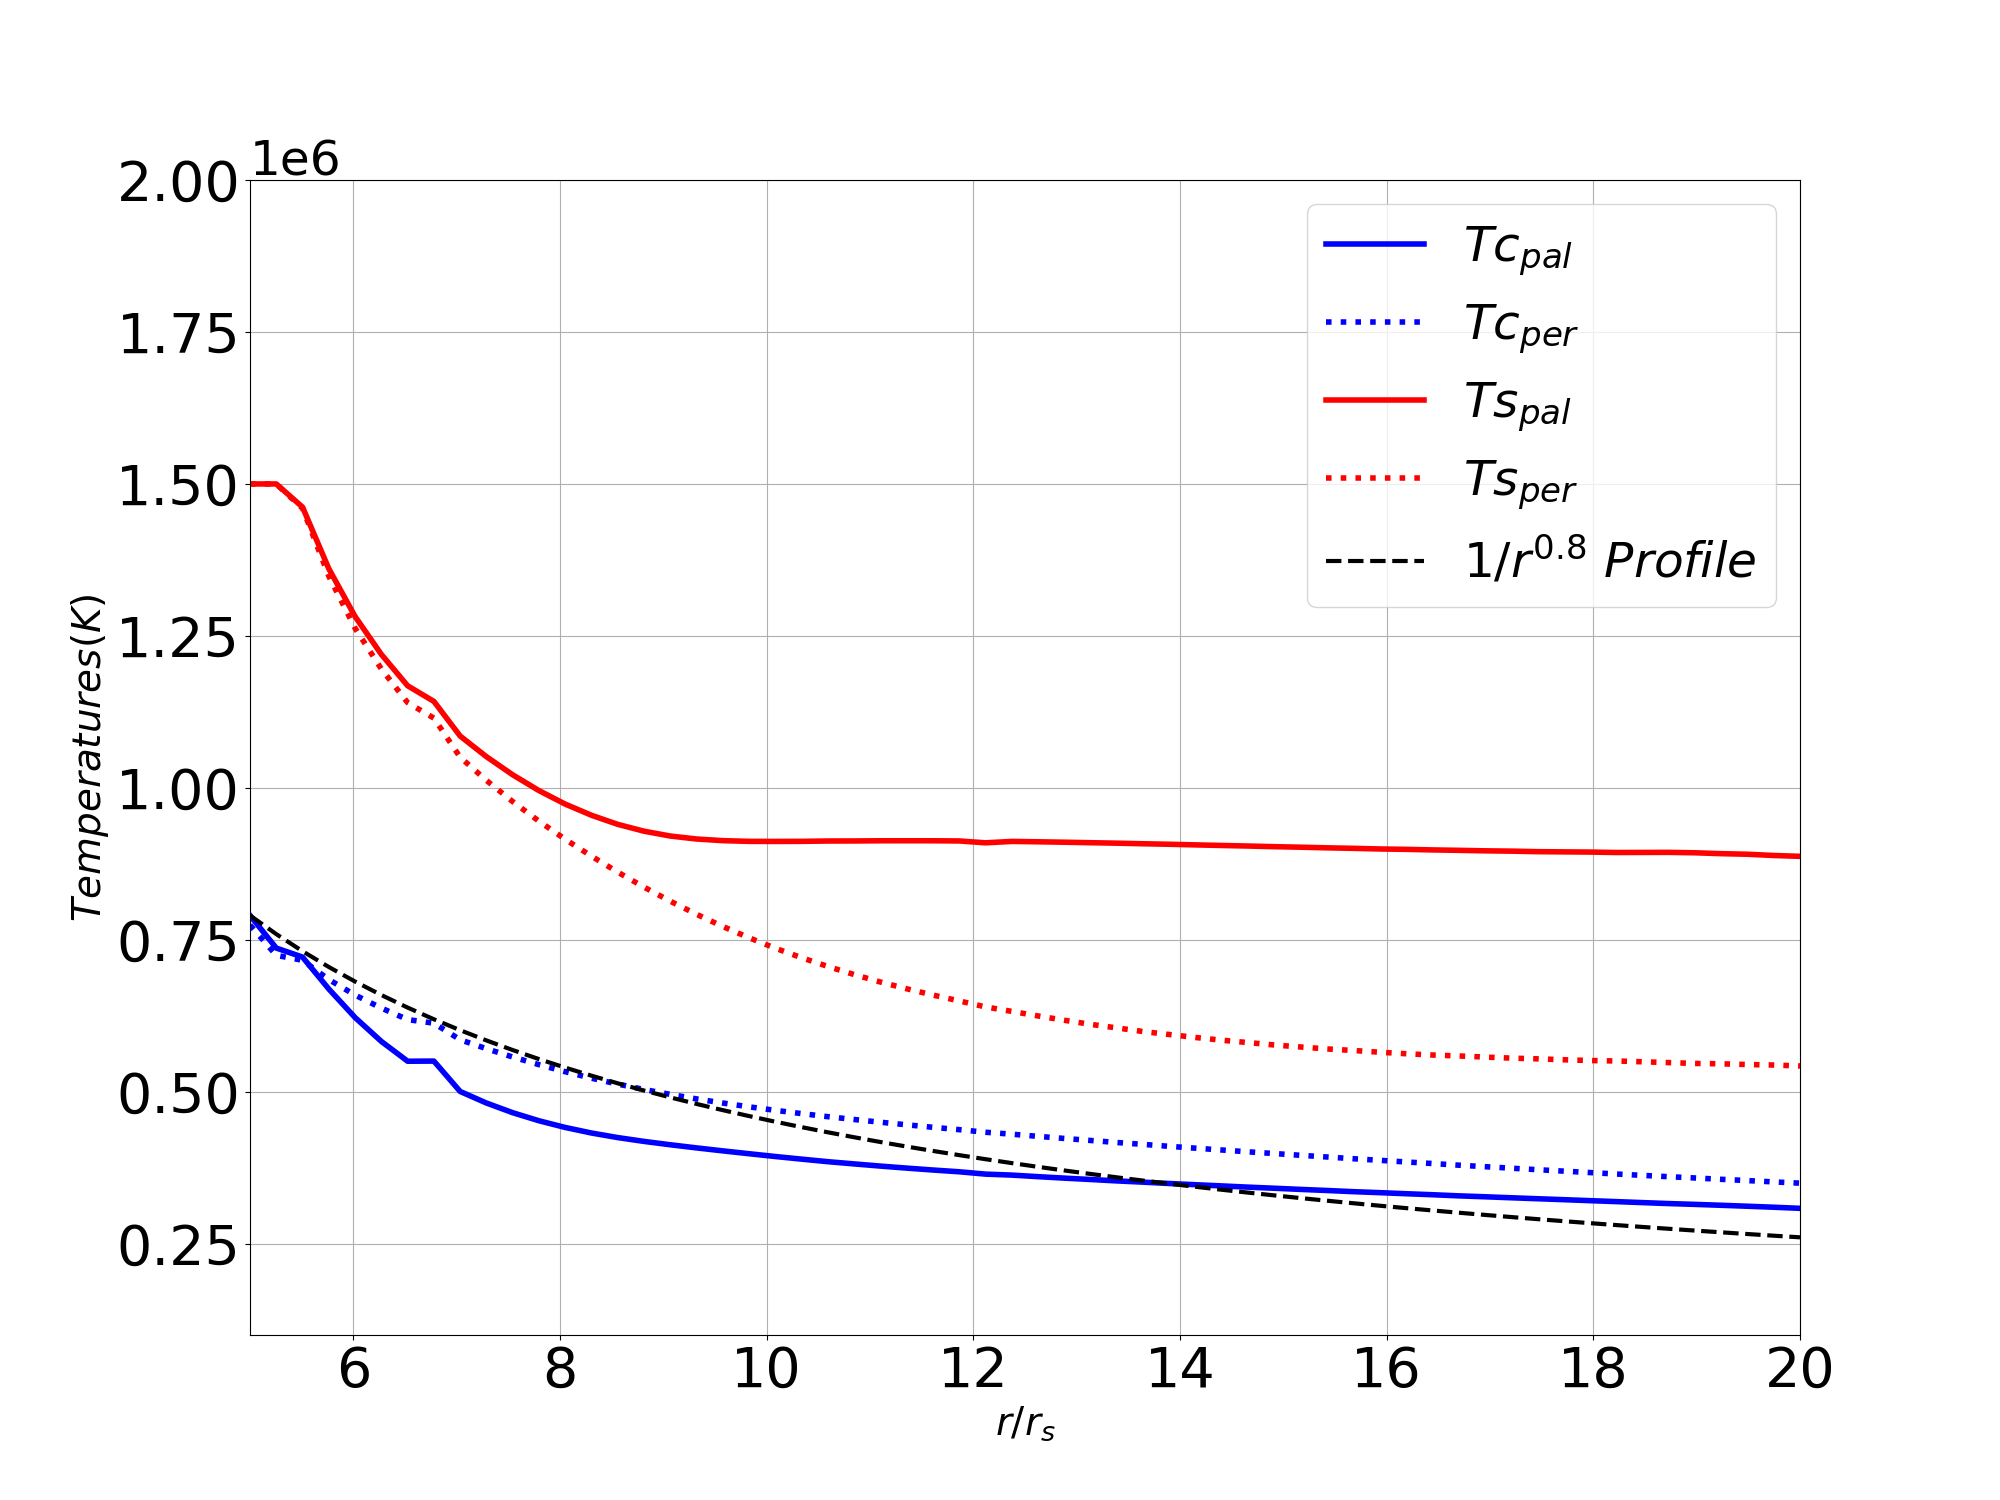 1e6
2.00
1.75
1.50
1.25
1.00
0.75
0.50
0.25
Temperatures(K)
Tc_pal
Tc_per
Ts_pal
Ts_per
1/r^0.8 Profile
6 8 10 12 14 16 18 20
r/r_s